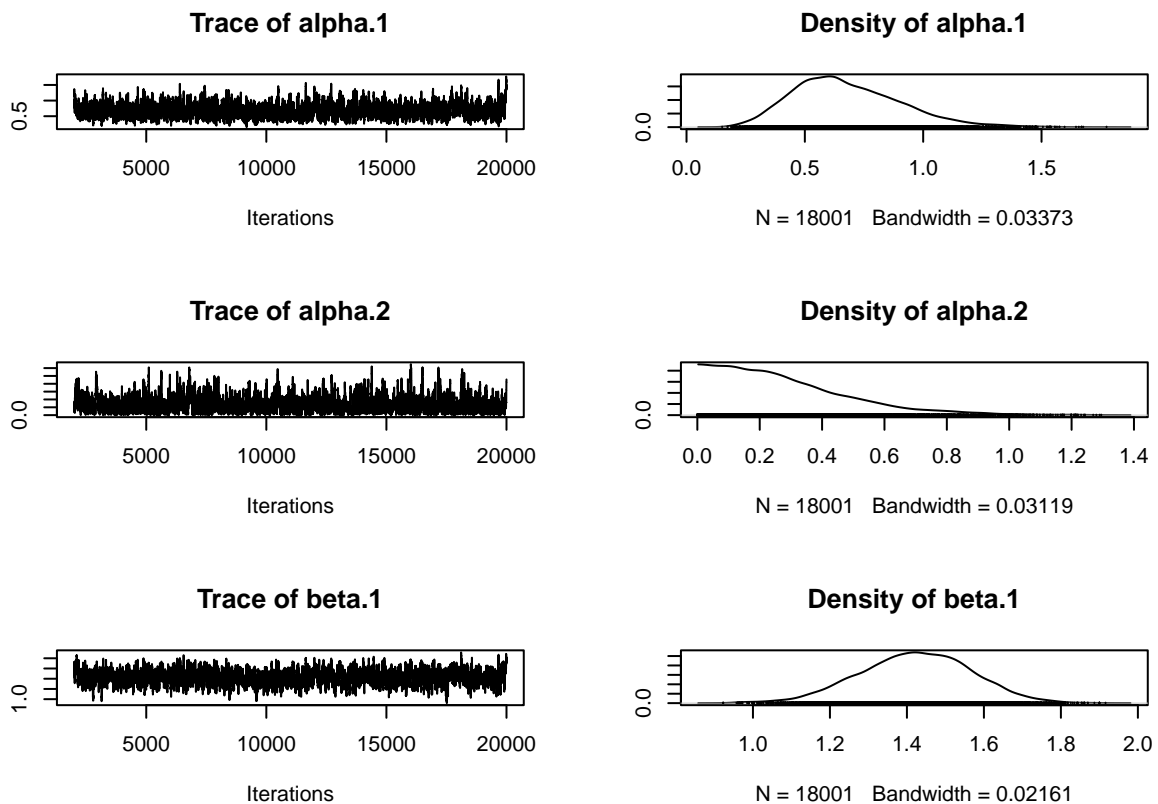 Trace of alpha.1
0.5
5000 10000 15000 20000
Iterations
Density of alpha.1
0.0
0.0 0.5 1.0 1.5
N = 18001 Bandwidth = 0.03373
Trace of alpha.2
0.0
5000 10000 15000 20000
Iterations
Density of alpha.2
0.0
0.0 0.2 0.4 0.6 0.8 1.0 1.2 1.4
N = 18001 Bandwidth = 0.03119
Trace of beta.1
1.0
5000 10000 15000 20000
Iterations
Density of beta.1
0.0
1.0 1.2 1.4 1.6 1.8 2.0
N = 18001 Bandwidth = 0.02161